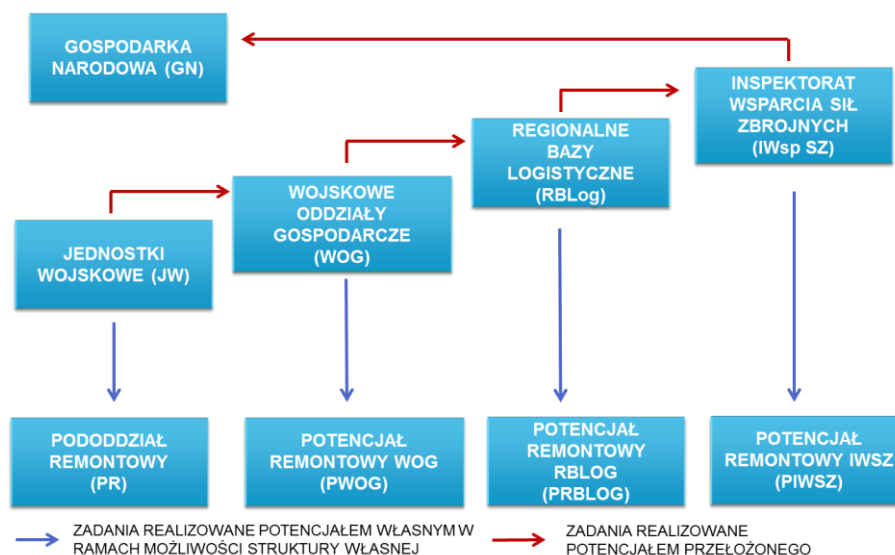 GOSPODARKA
NARODOWA (GN)
INSPEKTORAT
WSPARCIA SIŁ
ZBROJNYCH
(IWsp SZ)
REGIONALNE
BAZY
LOGISTYCZNE
(RBLog)
WOJSKOWE
ODDZIAŁY
GOSPODARCZE
(WOG)
JEDNOSTKI
WOJSKOWE (JW)
PODODDZIAŁ
REMONTOWY
(PR)
POTENCJAŁ
REMONTOWY WOG
(PWOG)
POTENCJAŁ
REMONTOWY
RBLOG
(PRBLOG)
POTENCJAŁ
REMONTOWY IWSZ
(PIWSZ)
ZADANIA REALIZOWANE POTENCJAŁEM WŁASNYM W
RAMACH MOŻLIWOŚCI STRUKTURY WŁASNEJ
ZADANIA REALIZOWANE
POTENCJAŁEM PRZEŁOŻONEGO